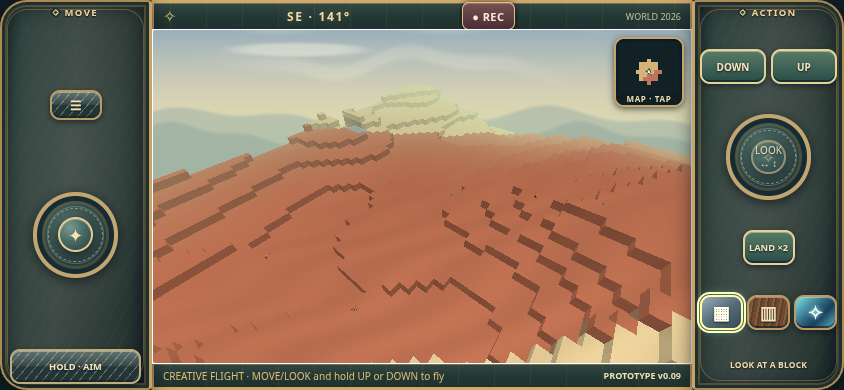 ◇ MOVE
SE · 141°
● REC
WORLD 2026
◇ ACTION
DOWN
UP
MAP · TAP
LOOK
LAND ×2
HOLD · AIM
CREATIVE FLIGHT · MOVE/LOOK and hold UP or DOWN to fly
PROTOTYPE v0.09
LOOK AT A BLOCK